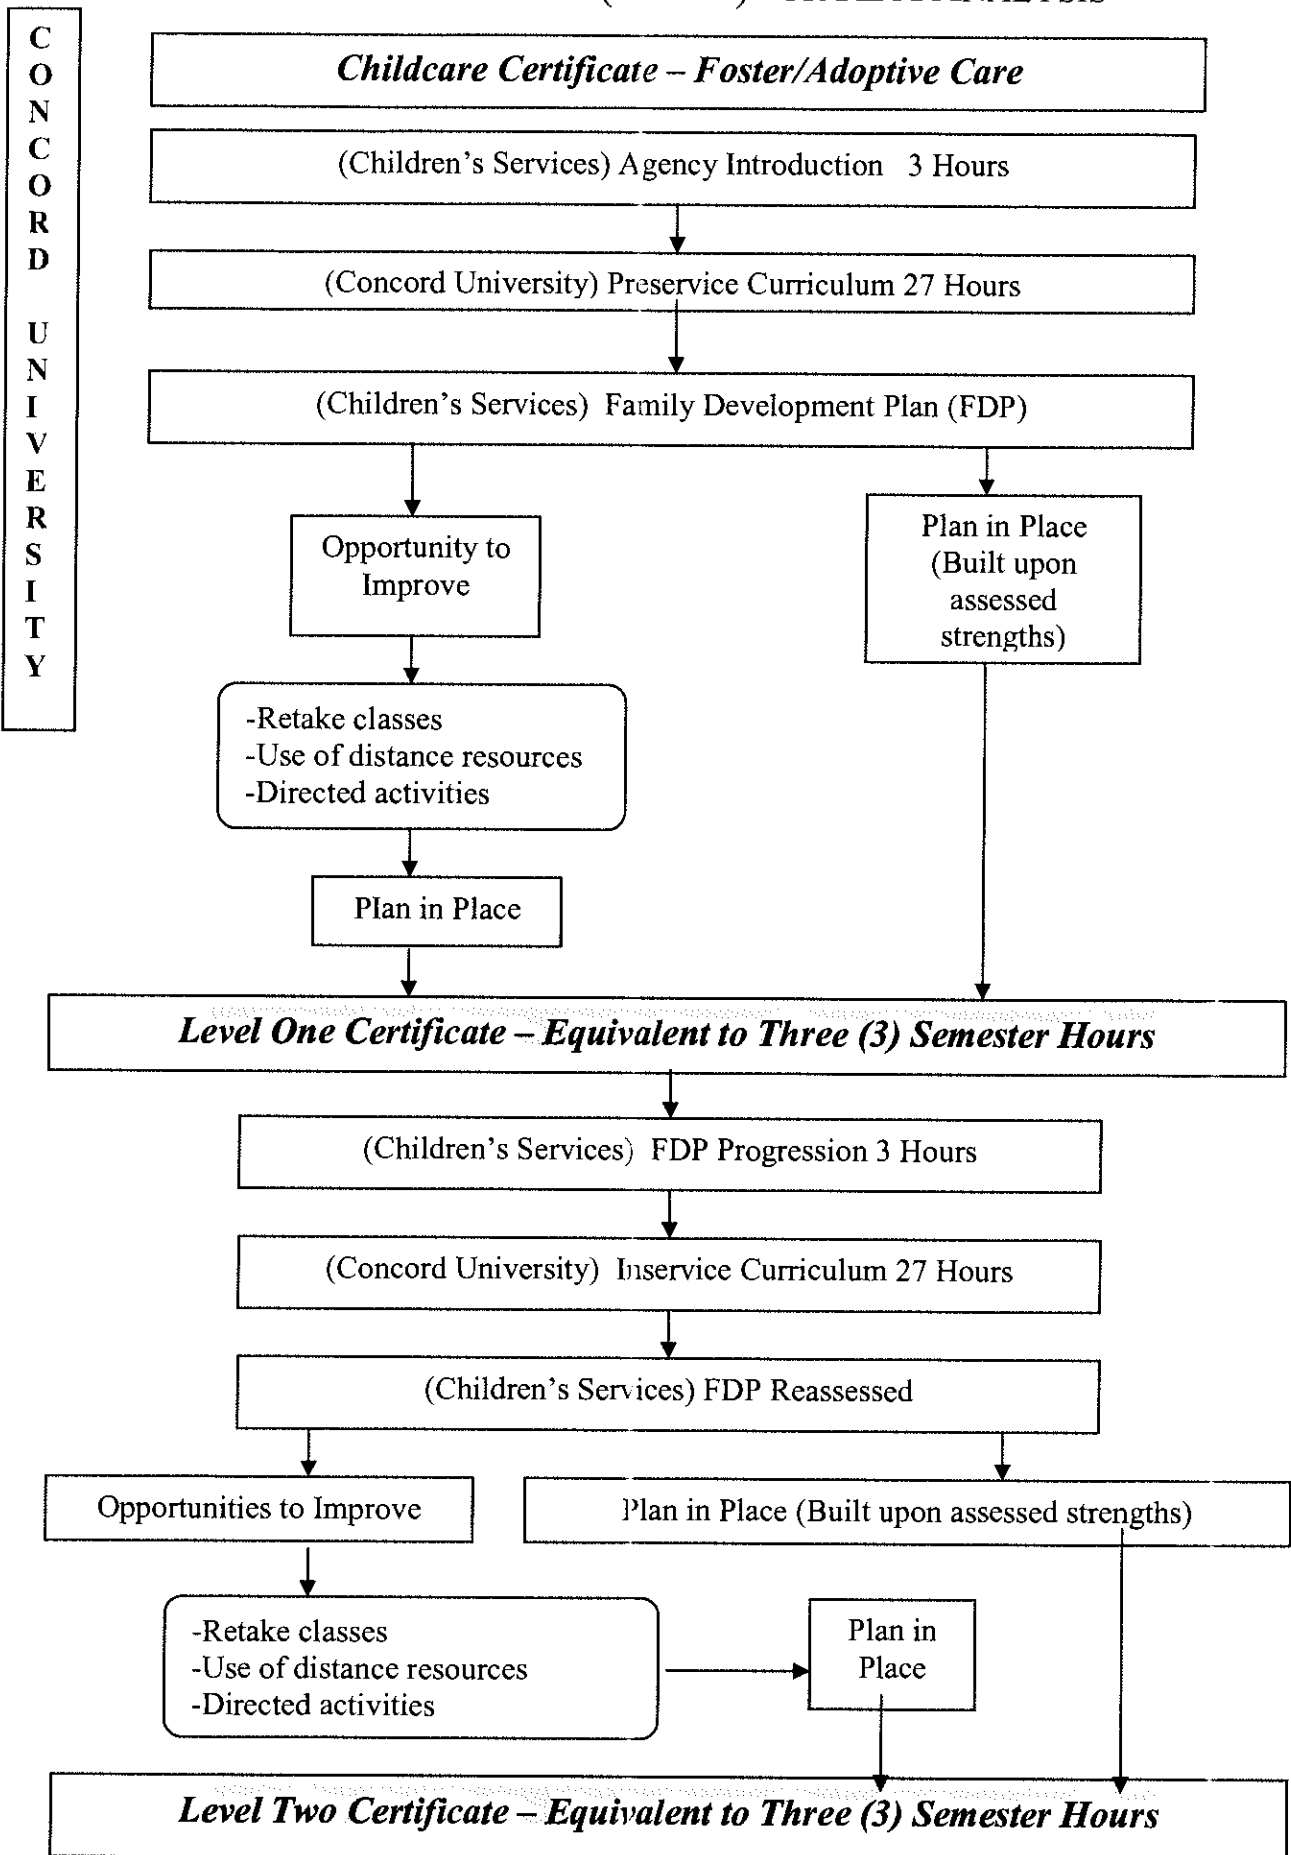 CONCORD UNIVERSITY
Childcare Certificate – Foster/Adoptive Care
(Children's Services) Agency Introduction 3 Hours
(Concord University) Preservice Curriculum 27 Hours
(Children's Services) Family Development Plan (FDP)
Opportunity to
Improve
Plan in Place
(Built upon
assessed
strengths)
-Retake classes
-Use of distance resources
-Directed activities
Plan in Place
Level One Certificate – Equivalent to Three (3) Semester Hours
(Children's Services) FDP Progression 3 Hours
(Concord University) Inservice Curriculum 27 Hours
(Children's Services) FDP Reassessed
Opportunities to Improve
Plan in Place (Built upon assessed strengths)
-Retake classes
-Use of distance resources
-Directed activities
Plan in
Place
Level Two Certificate – Equivalent to Three (3) Semester Hours